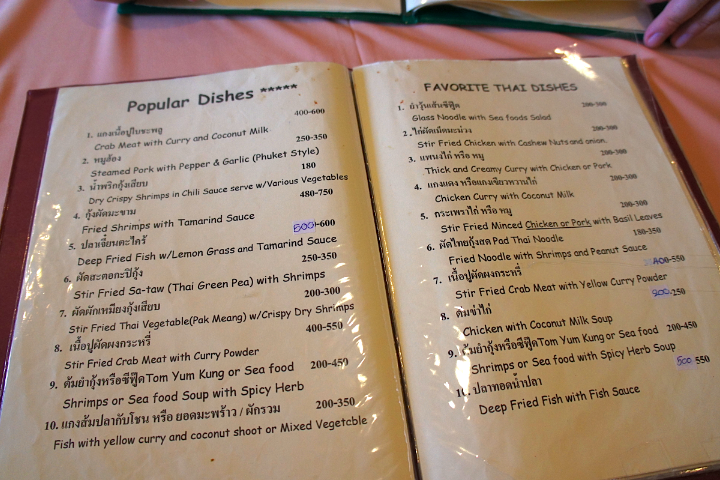 Popular Dishes *****
1. แกงเนื้อปูใบชะพลู 400-600
Crab Meat with Curry and Coconut Milk
2. หมูฮ้อง 250-350
Steamed Pork with Pepper & Garlic (Phuket Style)
3. น้ำพริกกุ้งเสียบ 180
Dry Crispy Shrimps in Chili Sauce serve w/Various Vegetables
4. กุ้งผัดมะขาม 480-750
Fried Shrimps with Tamarind Sauce
5. ปลาเจี๋ยนตะไคร้ 500-600
Deep Fried Fish w/Lemon Grass and Tamarind Sauce
6. ผัดสะตอกะปิกุ้ง 250-350
Stir Fried Sa-taw (Thai Green Pea) with Shrimps
7. ผัดผักเหมียงกุ้งเสียบ 200-300
Stir Fried Thai Vegetable(Pak Meang) w/Crispy Dry Shrimps
8. เนื้อปูผัดผงกระหรี่ 400-550
Stir Fried Crab Meat with Curry Powder
9. ต้มยำกุ้งหรือซีฟู๊ดTom Yum Kung or Sea food 200-450
Shrimps or Sea food Soup with Spicy Herb
10. แกงส้มปลากับโชน หรือ ยอดมะพร้าว / ผักรวม 200-350
Fish with yellow curry and coconut shoot or Mixed Vegetable
FAVORITE THAI DISHES
1. ยำวุ้นเส้นซีฟู๊ด 200-300
Glass Noodle with Sea foods Salad
2. ไก่ผัดเม็ดมะม่วง 200-300
Stir Fried Chicken with Cashew Nuts and onion.
3. แพนงไก่ หรือ หมู 200-300
Thick and Creamy Curry with Chicken or Pork
4. แกงแดง หรือแกงเขียวหวานไก่ 200-300
Chicken Curry with Coconut Milk
5. กระเพราไก่ หรือ หมู 200-300
Stir Fried Minced Chicken or Pork with Basil Leaves
6. ผัดไทยกุ้งสด Pad Thai Noodle 180-350
Fried Noodle with Shrimps and Peanut Sauce
7. เนื้อปูผัดผงกระหรี่ 400-550
Stir Fried Crab Meat with Yellow Curry Powder
8. ต้มข่าไก่ 200-250
Chicken with Coconut Milk Soup
9. ต้มยำกุ้งหรือซีฟู๊ดTom Yum Kung or Sea food 200-450
Shrimps or Sea food with Spicy Herb Soup
10. ปลาทอดน้ำปลา 500 550
Deep Fried Fish with Fish Sauce